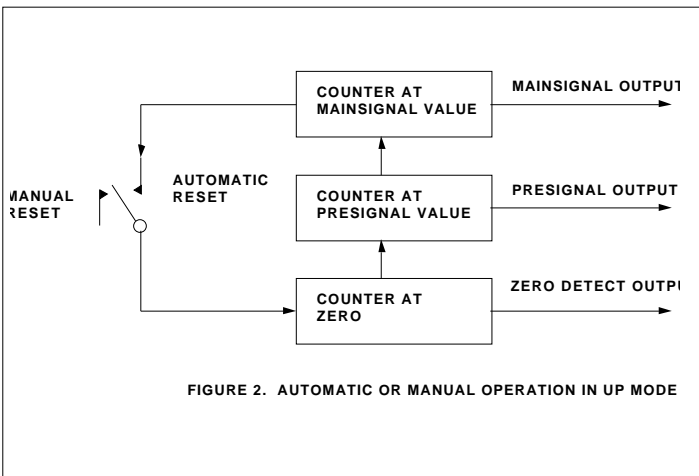 COUNTER AT
MAINSIGNAL VALUE
MAINSIGNAL OUTPUT
AUTOMATIC
RESET
MANUAL
RESET
COUNTER AT
PRESIGNAL VALUE
PRESIGNAL OUTPUT
COUNTER AT
ZERO
ZERO DETECT OUTPU
FIGURE 2. AUTOMATIC OR MANUAL OPERATION IN UP MODE